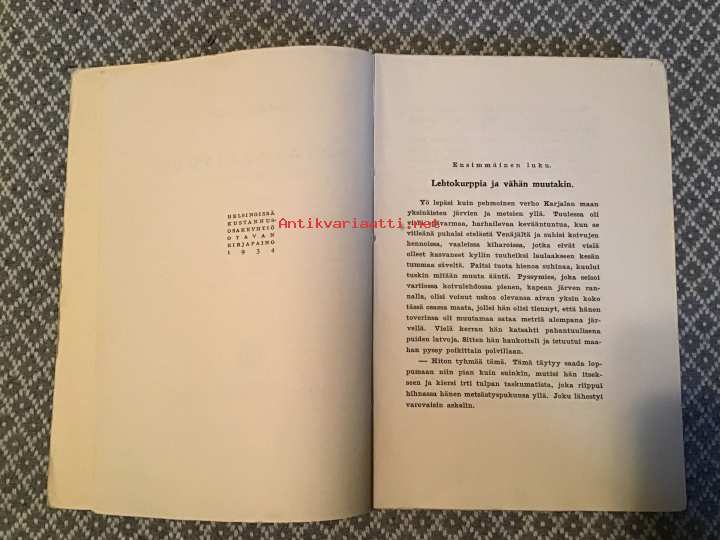 HELSINGISSÄ
KUSTANNUS-
OSAKEYHTIÖ
OTAVAN
KIRJAPAINO
1934
Antikvariaatti.net
Ensimmäinen luku.
Lehtokurppia ja vähän muutakin.
Yö lepäsi kuin pehmoinen verho Karjalan maan
yksinäisten järvien ja metsien yllä. Tuulessa oli
harhailevaa kevääntuntua, kun se
viileänä puhalsi etelästä Venäjältä ja suhisi koivujen
hennoissa, vaaleissa kiharoissa, jotka eivät vielä
olleet kasvaneet kyllin tuuheiksi laulaakseen kesän
tummaa säveltä. Paitsi tuota hienoa suhinaa, kuului
tuskin mitään muuta ääntä. Pyssymies, joka seisoi
vartiossa koivulehdossa pienen, kapean järven ran-
nalla, olisi voinut uskoa olevansa aivan yksin koko
tässä osassa maata, jollei hän olisi tiennyt, että hänen
toverinsa oli muutamaa sataa metriä alempana jär-
vellä. Vielä kerran hän katsahti pahantuulisena
puiden latvoja. Sitten hän haukotteli ja istuutui maa-
han pyssy poikittain polvillaan.
— Hiton tyhmää tämä. Tämä täytyy saada lop-
pumaan niin pian kuin suinkin, mutisi hän itsek-
seen ja kiersi irti tulpan taskumatista, joka riippui
hihnassa hänen metsästyspukunsa yllä. Joku lähestyi
varovaisin askelin.